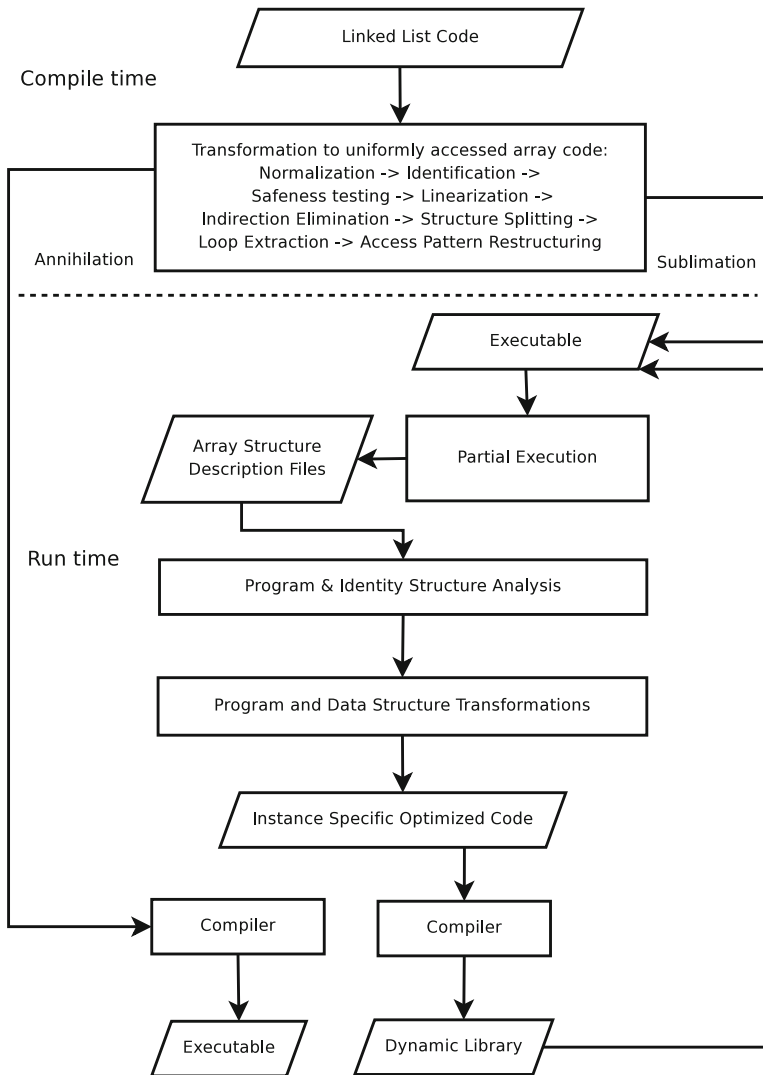 Linked List Code
Compile time
Transformation to uniformly accessed array code:
Normalization -> Identification ->
Safeness testing -> Linearization ->
Indirection Elimination -> Structure Splitting ->
Loop Extraction -> Access Pattern Restructuring
Annihilation
Sublimation
Executable
Array Structure
Description Files
Partial Execution
Run time
Program & Identity Structure Analysis
Program and Data Structure Transformations
Instance Specific Optimized Code
Compiler
Compiler
Executable
Dynamic Library